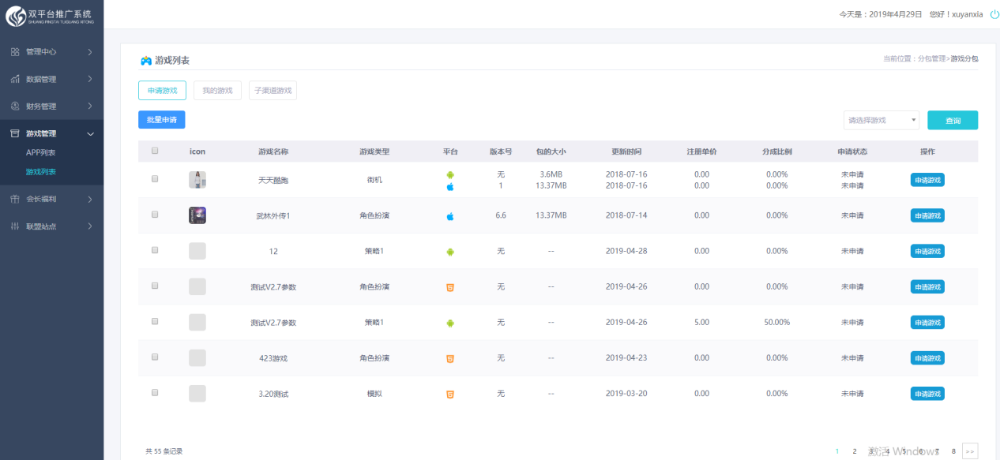 双平台推广系统
SHUANG PINGTAI TUIGUANG XITONG
今天是：2019年4月29日 您好！xuyanxia
管理中心
数据管理
财务管理
游戏管理
APP列表
游戏列表
会长福利
联盟站点
游戏列表
当前位置：分包管理>游戏分包
申请游戏 我的游戏 子渠道游戏
批量申请 请选择游戏 查询
icon 游戏名称 游戏类型 平台 版本号 包的大小 更新时间 注册单价 分成比例 申请状态 操作
天天酷跑 街机 无 3.6MB 2018-07-16 0.00 0.00% 未申请 申请游戏
1 13.37MB 2018-07-16 0.00 0.00% 未申请
武林外传1 角色扮演 6.6 13.37MB 2018-07-14 0.00 0.00% 未申请 申请游戏
12 策略1 无 -- 2019-04-28 0.00 0.00% 未申请 申请游戏
测试V2.7参数 角色扮演 无 -- 2019-04-26 0.00 0.00% 未申请 申请游戏
测试V2.7参数 策略1 无 -- 2019-04-26 5.00 50.00% 未申请 申请游戏
423游戏 角色扮演 无 -- 2019-04-23 0.00 0.00% 未申请 申请游戏
3.20测试 模拟 无 -- 2019-03-20 0.00 0.00% 未申请 申请游戏
共 55 条记录 1 2 3 4 5 6 7 8 >>
激活 Windows